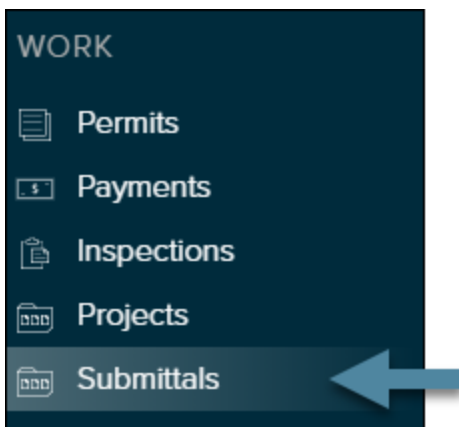 WORK
Permits
$
Payments
Inspections
Projects
Submittals